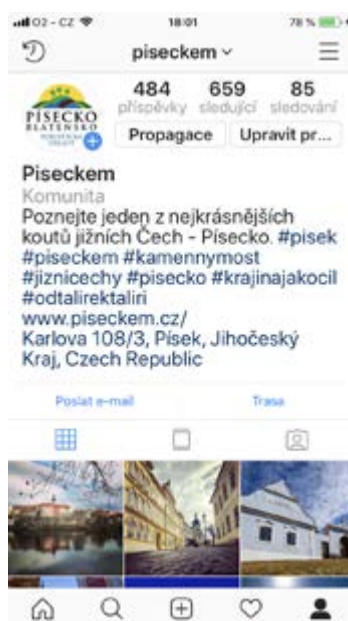 O2 - CZ 18:01 78 %
piseckem
484 659 85
příspěvky sledující sledování
Propagace Upravit pr...
PÍSECKO
BLATENSKO
Piseckem
Komunita
Poznejte jeden z nejkrásnějších
koutů jižních Čech - Písecko. #pisek
#piseckem #kamennymost
#jiznicechy #pisecko #krajinajakocil
#odtalirektaliri
www.piseckem.cz/
Karlova 108/3, Písek, Jihočeský
Kraj, Czech Republic
Poslat e-mail Trasa